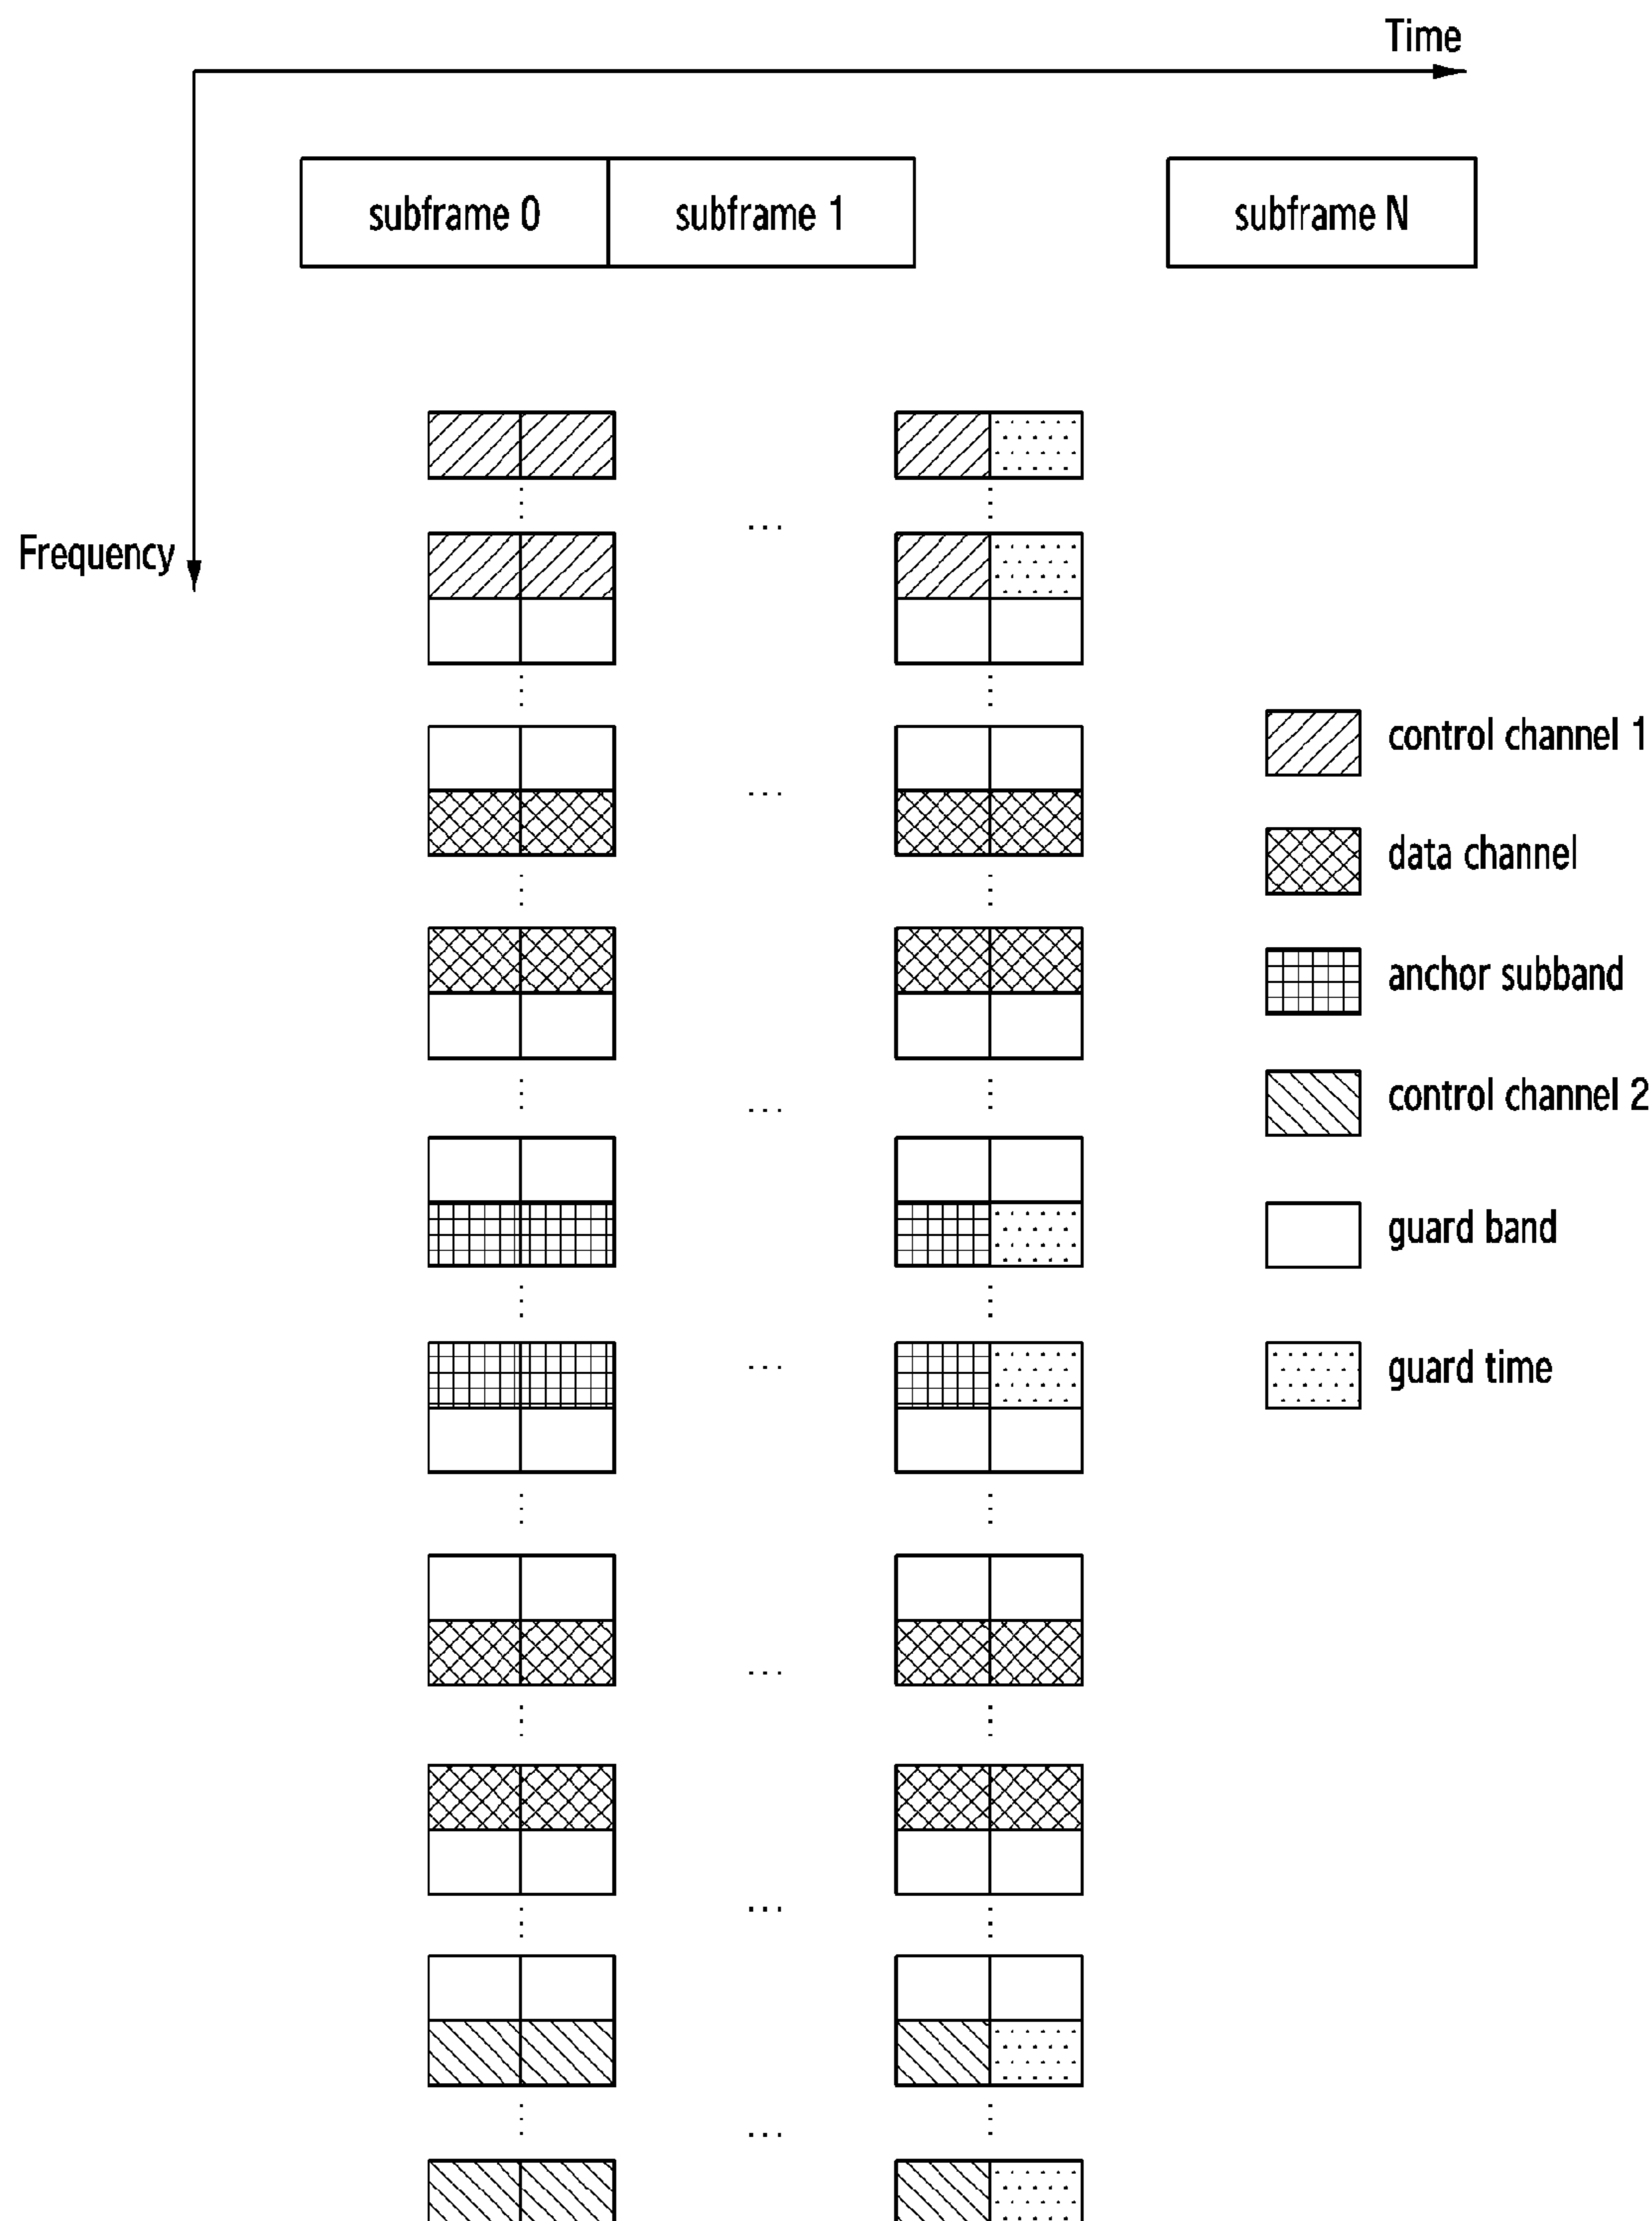 Time
subframe 0
subframe 1
subframe N
Frequency
control channel 1
data channel
anchor subband
control channel 2
guard band
guard time